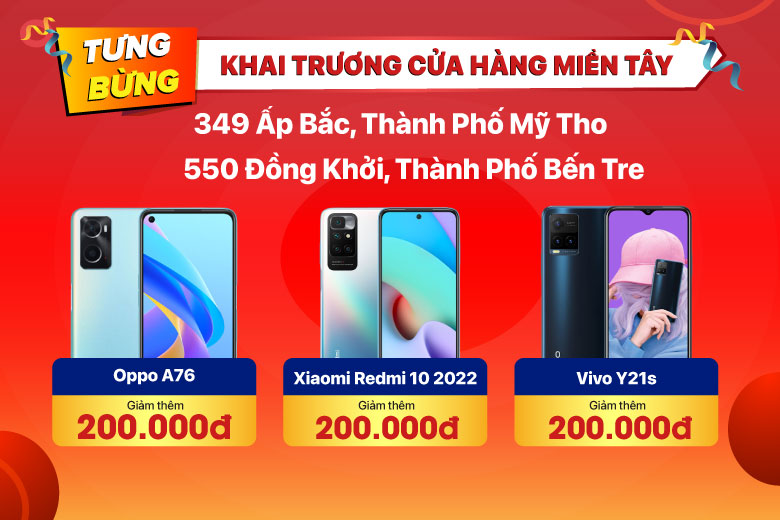 TƯNG
BỪNG
KHAI TRƯƠNG CỬA HÀNG MIỀN TÂY
349 Ấp Bắc, Thành Phố Mỹ Tho
550 Đồng Khởi, Thành Phố Bến Tre
Oppo A76
Giảm thêm
200.000đ
Xiaomi Redmi 10 2022
Giảm thêm
200.000đ
Vivo Y21s
Giảm thêm
200.000đ